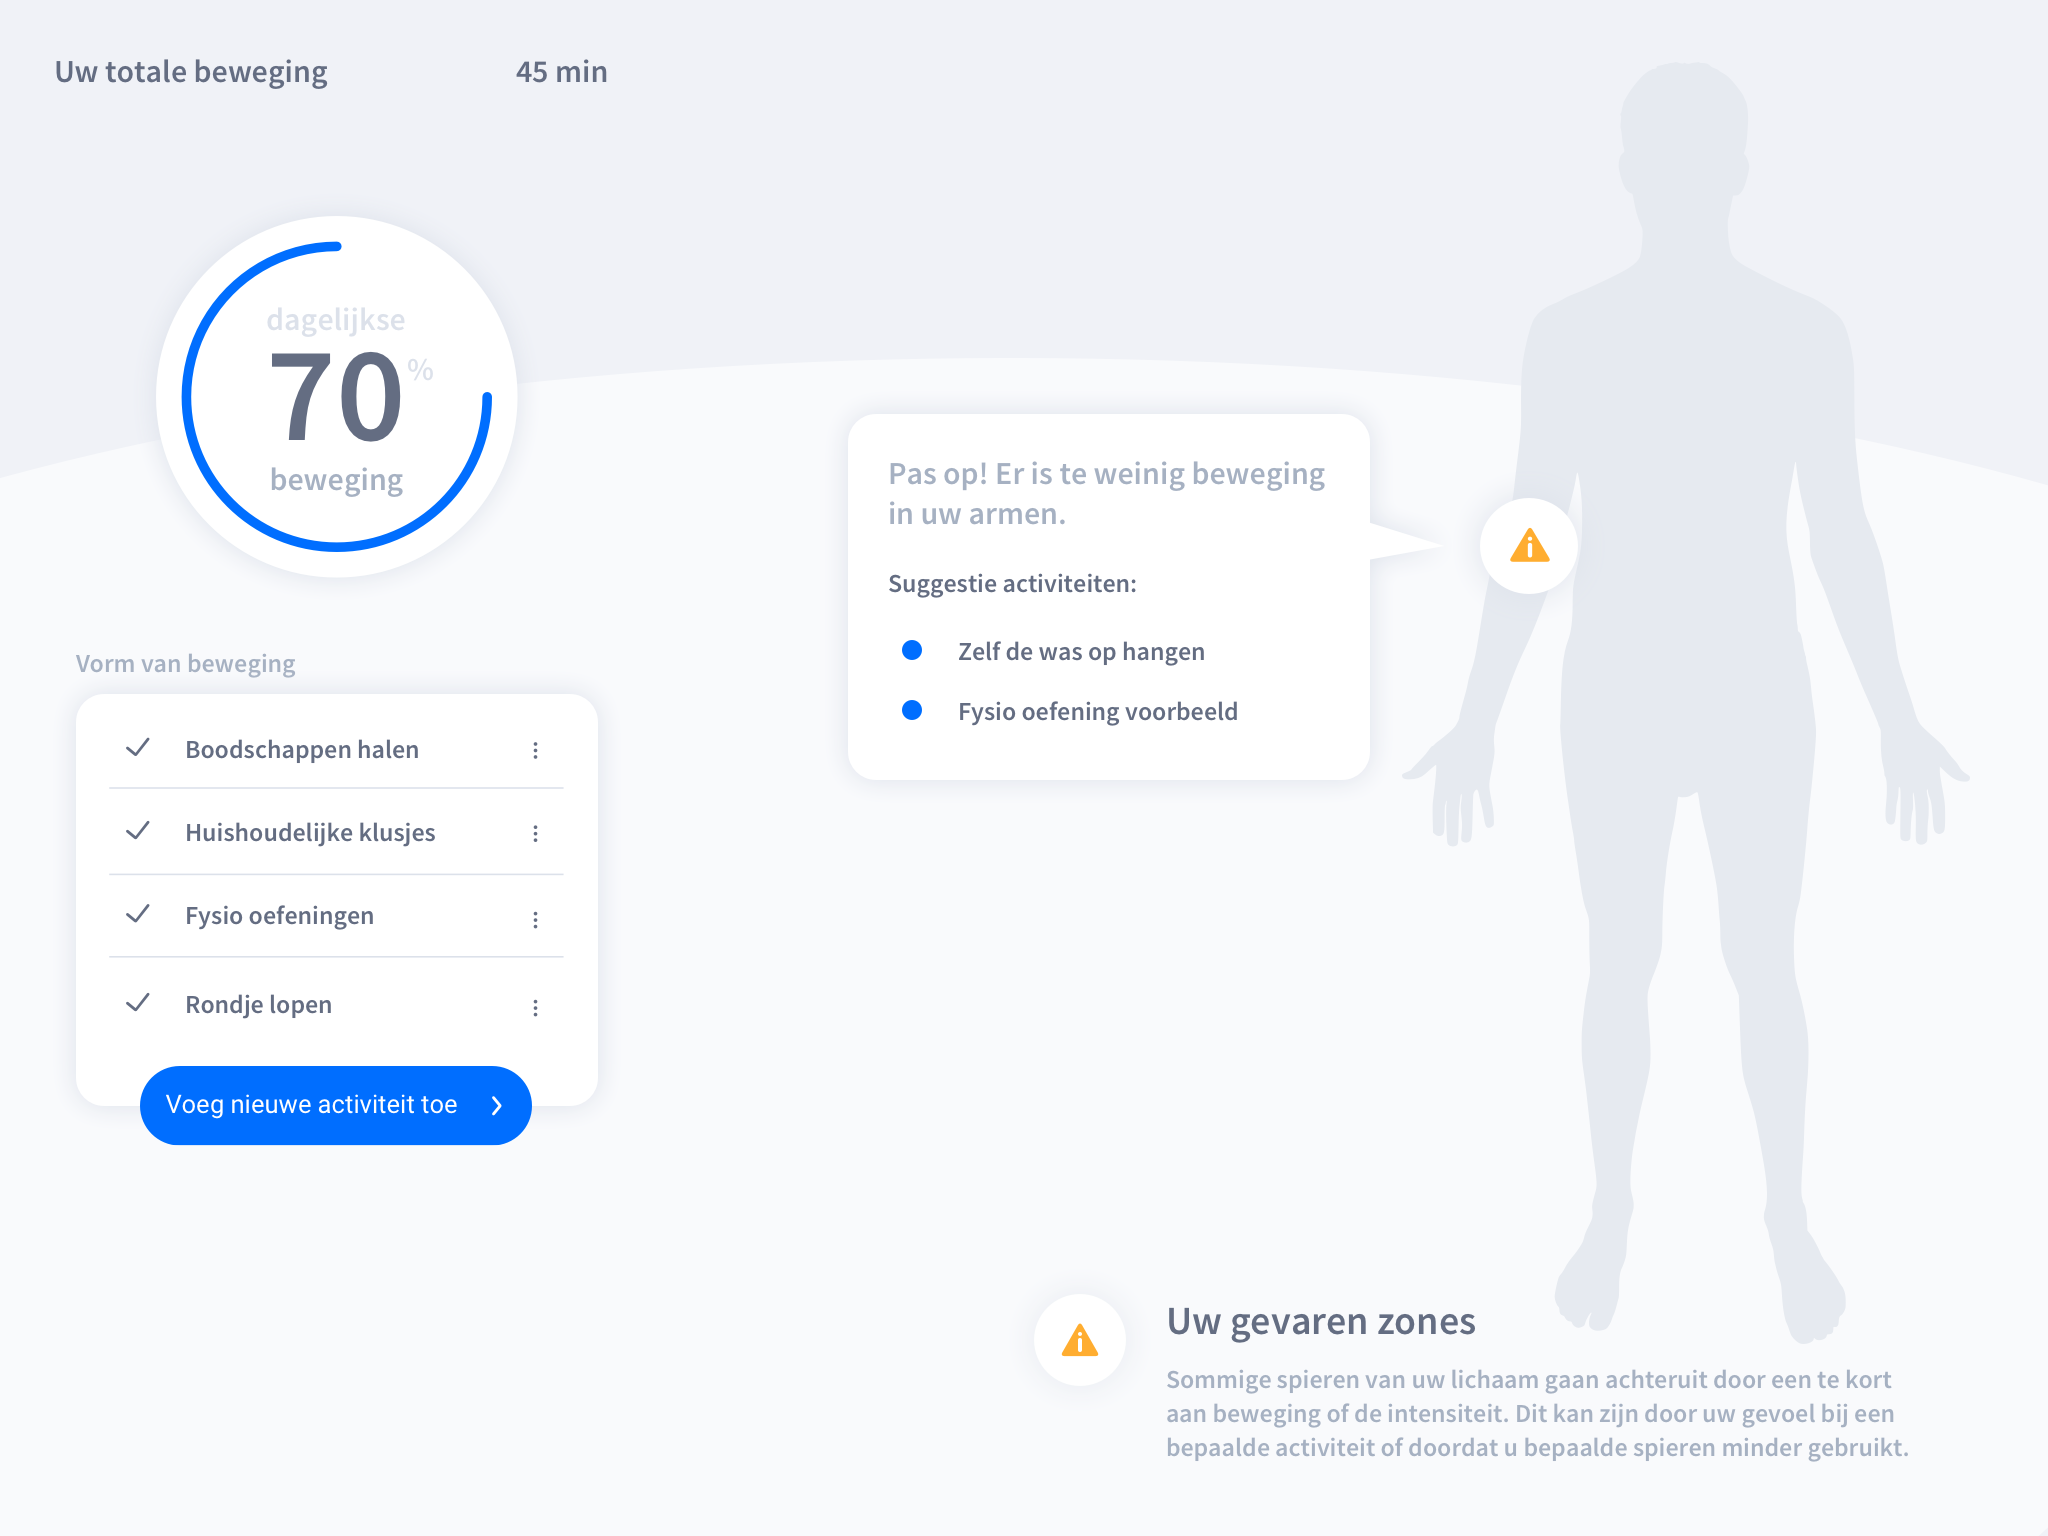 Uw totale beweging
45 min
dagelijkse
70 %
beweging
Vorm van beweging
Boodschappen halen
Huishoudelijke klusjes
Fysio oefeningen
Rondje lopen
Voeg nieuwe activiteit toe
Pas op! Er is te weinig beweging
in uw armen.
Suggestie activiteiten:
Zelf de was op hangen
Fysio oefening voorbeeld
Uw gevaren zones
Sommige spieren van uw lichaam gaan achteruit door een te kort
aan beweging of de intensiteit. Dit kan zijn door uw gevoel bij een
bepaalde activiteit of doordat u bepaalde spieren minder gebruikt.